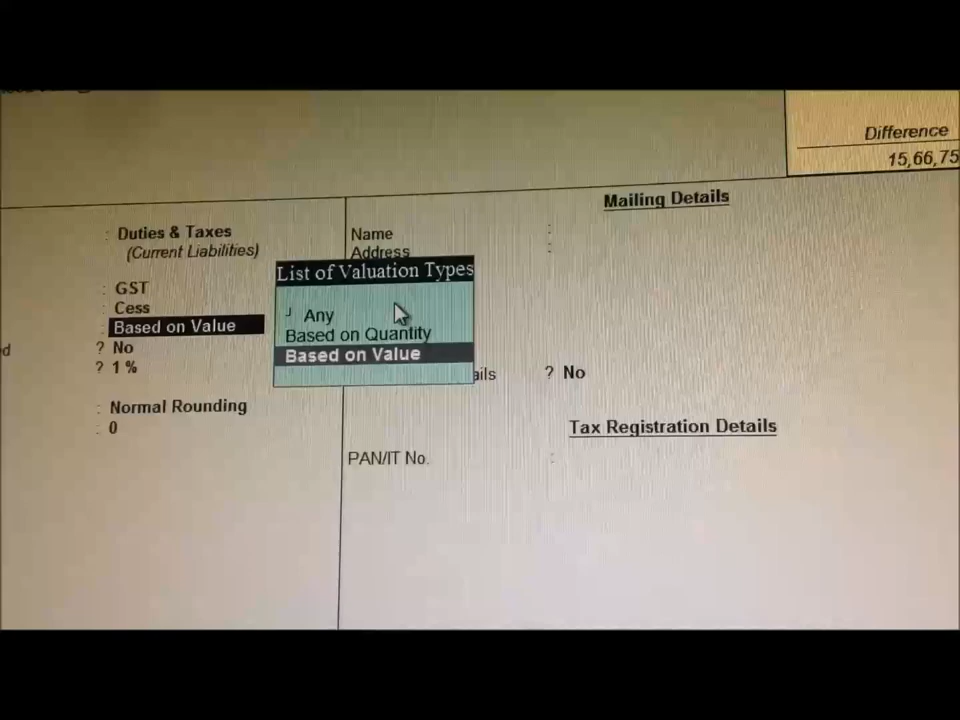 Difference
15,66,75
Mailing Details
: Duties & Taxes
(Current Liabilities)
Name :
Address :
List of Valuation Types
: GST
: Cess
: Based on Value
d ? No
? 1 %
┘ Any
Based on Quantity
Based on Value
ails ? No
: Normal Rounding
: 0
Tax Registration Details
PAN/IT No. :